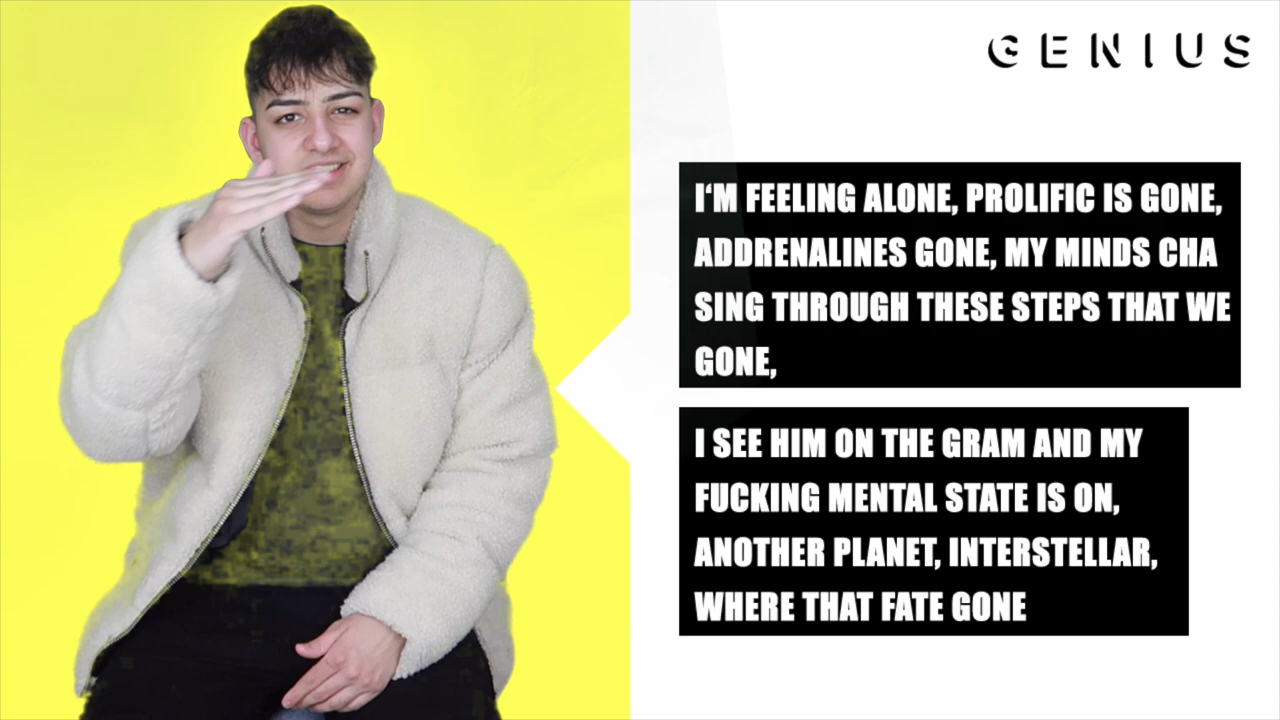 GENIUS
I‘M FEELING ALONE, PROLIFIC IS GONE,
ADDRENALINES GONE, MY MINDS CHA
SING THROUGH THESE STEPS THAT WE
GONE,
I SEE HIM ON THE GRAM AND MY
FUCKING MENTAL STATE IS ON,
ANOTHER PLANET, INTERSTELLAR,
WHERE THAT FATE GONE